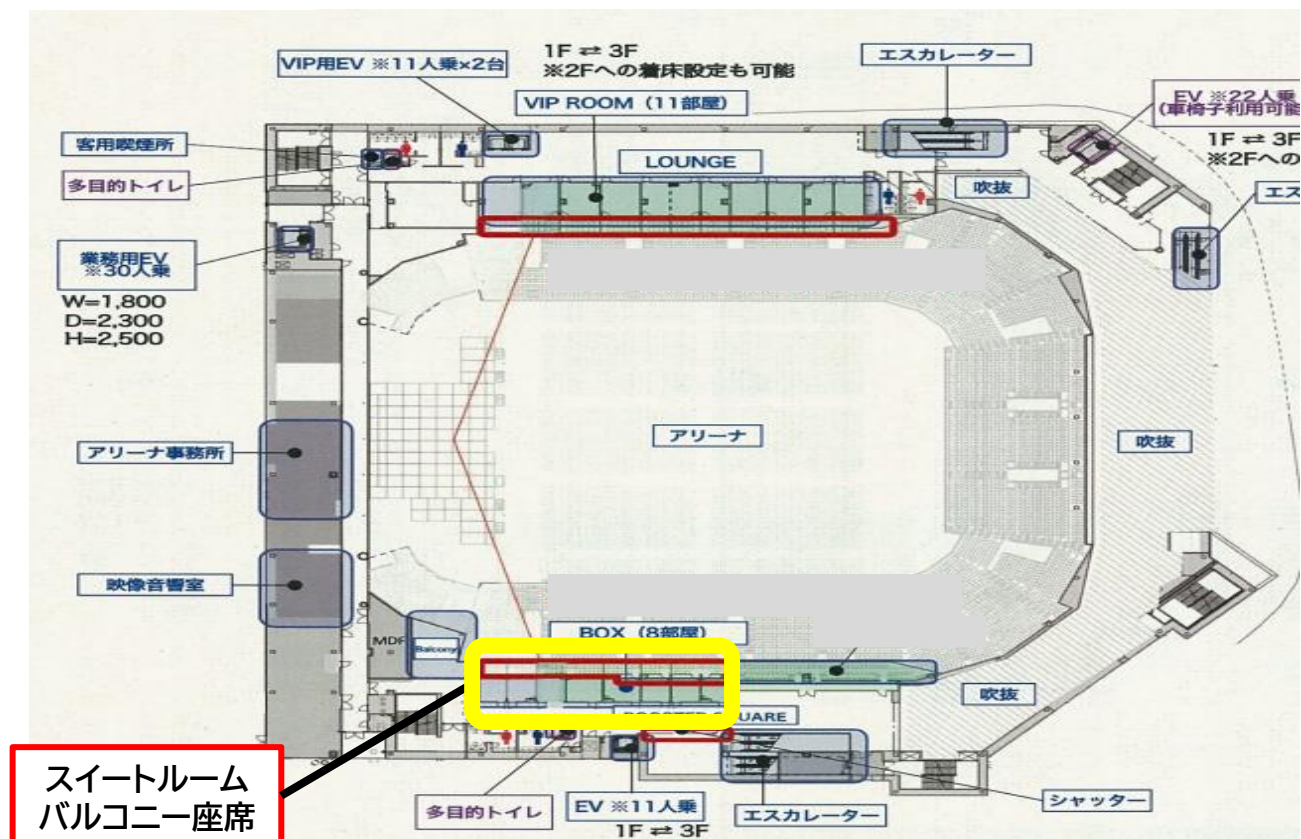 1F ⇄ 3F
※2Fへの着床設定も可能
VIP用EV ※11人乗×2台
エスカレーター
VIP ROOM（11部屋）
EV ※22人乗
(車椅子利用可能
1F ⇄ 3F
※2Fへの
客用喫煙所
LOUNGE
多目的トイレ
吹抜
エス
業務用EV
※30人乗
W=1,800
D=2,300
H=2,500
アリーナ
吹抜
アリーナ事務所
映像音響室
BOX（8部屋）
MDF
Balcony
吹抜
UARE
スイートルーム
バルコニー座席
多目的トイレ
EV ※11人乗
1F ⇄ 3F
エスカレーター
シャッター